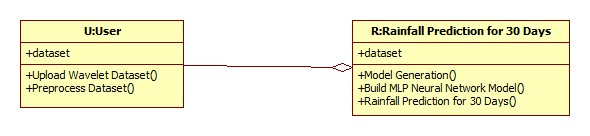 U:User
+dataset
+Upload Wavelet Dataset()
+Preprocess Dataset()
R:Rainfall Prediction for 30 Days
+dataset
+Model Generation()
+Build MLP Neural Network Model()
+Rainfall Prediction for 30 Days()